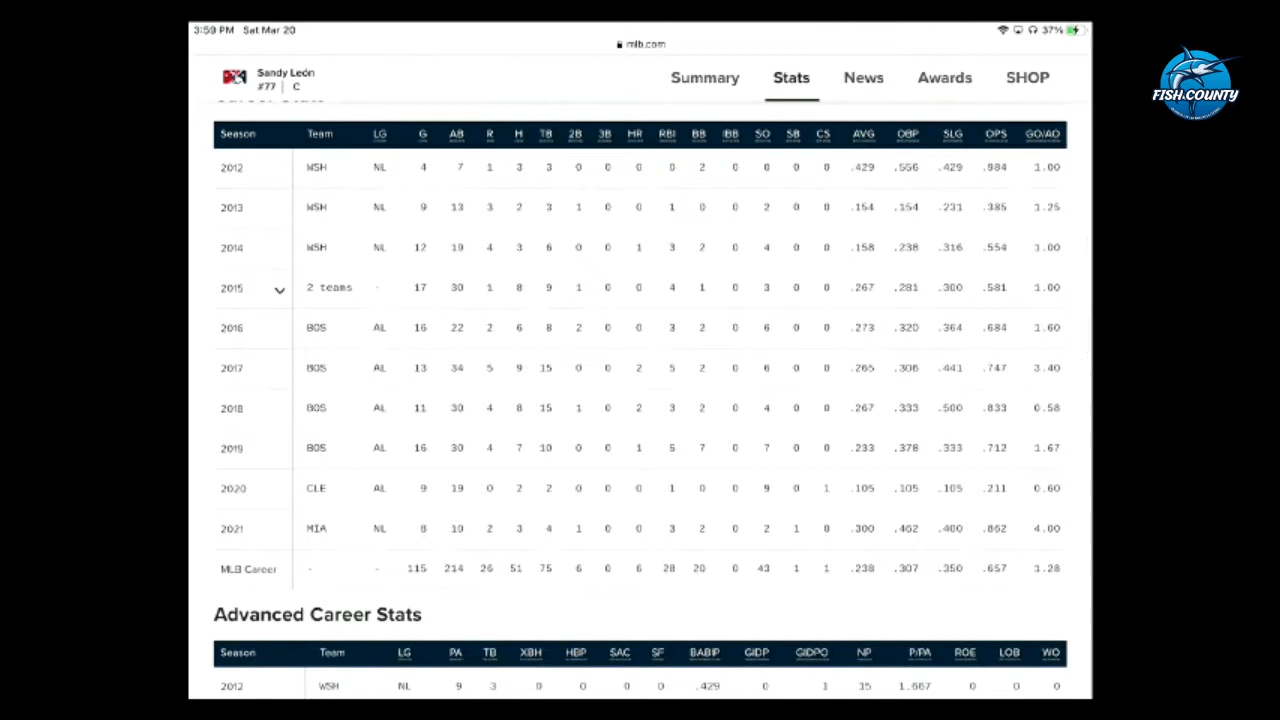 3:59 PM Sat Mar 20 37%
mlb.com
Sandy León
#77 | C
Summary Stats News Awards SHOP
Career Stats
FISH COUNTY
Season Team LG G AB R H TB 2B 3B HR RBI BB IBB SO SB CS AVG OBP SLG OPS GO/AO
2012 WSH NL 4 7 1 3 3 0 0 0 0 2 0 0 0 0 .429 .556 .429 .984 1.00
2013 WSH NL 9 13 3 2 3 1 0 0 1 0 0 2 0 0 .154 .154 .231 .385 1.25
2014 WSH NL 12 19 4 3 6 0 0 1 3 2 0 4 0 0 .158 .238 .316 .554 1.00
2015 2 teams - 17 30 1 8 9 1 0 0 4 1 0 3 0 0 .267 .281 .300 .581 1.00
2016 BOS AL 16 22 2 6 8 2 0 0 3 2 0 6 0 0 .273 .320 .364 .684 1.60
2017 BOS AL 13 34 5 9 15 0 0 2 5 2 0 6 0 0 .265 .306 .441 .747 3.40
2018 BOS AL 11 30 4 8 15 1 0 2 3 2 0 4 0 0 .267 .333 .500 .833 0.58
2019 BOS AL 16 30 4 7 10 0 0 1 5 7 0 7 0 0 .233 .378 .333 .712 1.67
2020 CLE AL 9 19 0 2 2 0 0 0 1 0 0 9 0 1 .105 .105 .105 .211 0.60
2021 MIA NL 8 10 2 3 4 1 0 0 3 2 0 2 1 0 .300 .462 .400 .862 4.00
MLB Career - - 115 214 26 51 75 6 0 6 28 20 0 43 1 1 .238 .307 .350 .657 1.28
Advanced Career Stats
Season Team LG PA TB XBH HBP SAC SF BABIP GIDP GIDPO NP P/PA ROE LOB WO
2012 WSH NL 9 3 0 0 0 0 .429 0 1 15 1.667 0 0 0